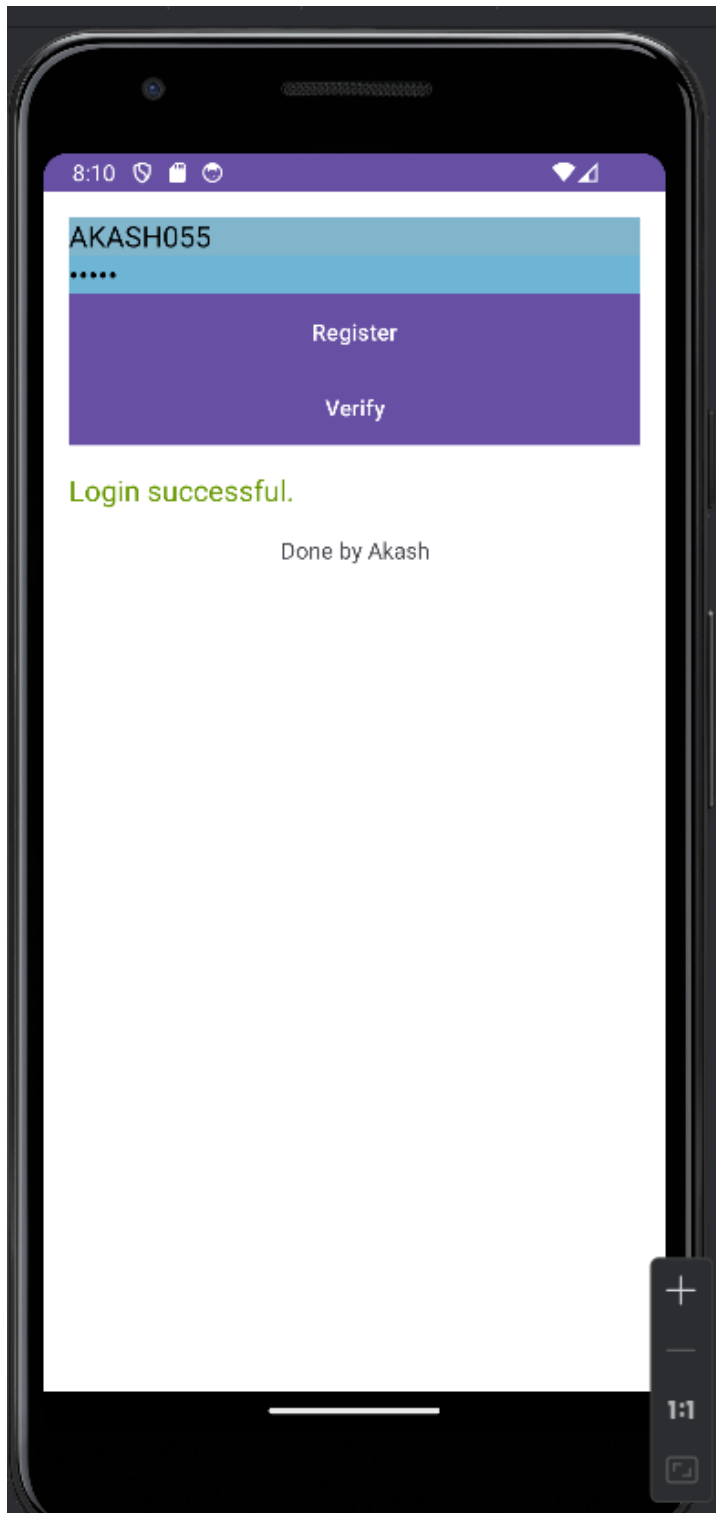 8:10
AKASH055
•••••
Register
Verify
Login successful.
Done by Akash
1:1